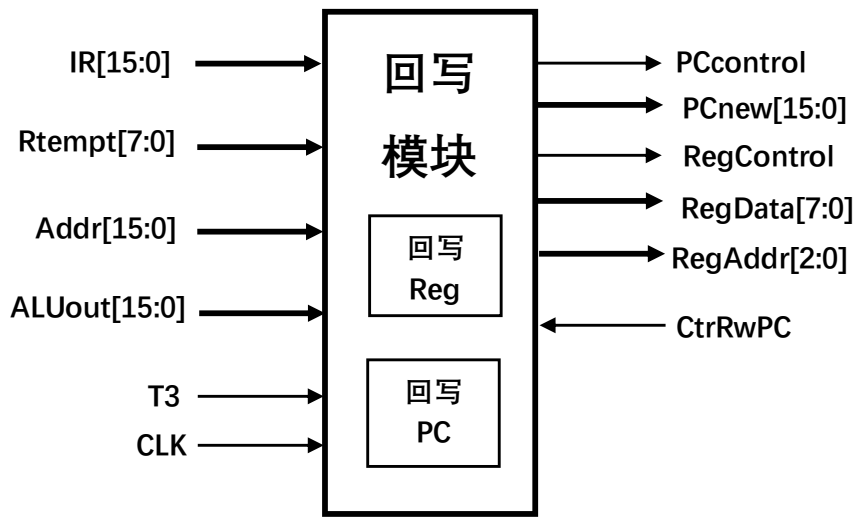 IR[15:0]
Rtempt[7:0]
Addr[15:0]
ALUout[15:0]
T3
CLK
回写
模块
回写
Reg
回写
PC
PCcontrol
PCnew[15:0]
RegControl
RegData[7:0]
RegAddr[2:0]
CtrRwPC